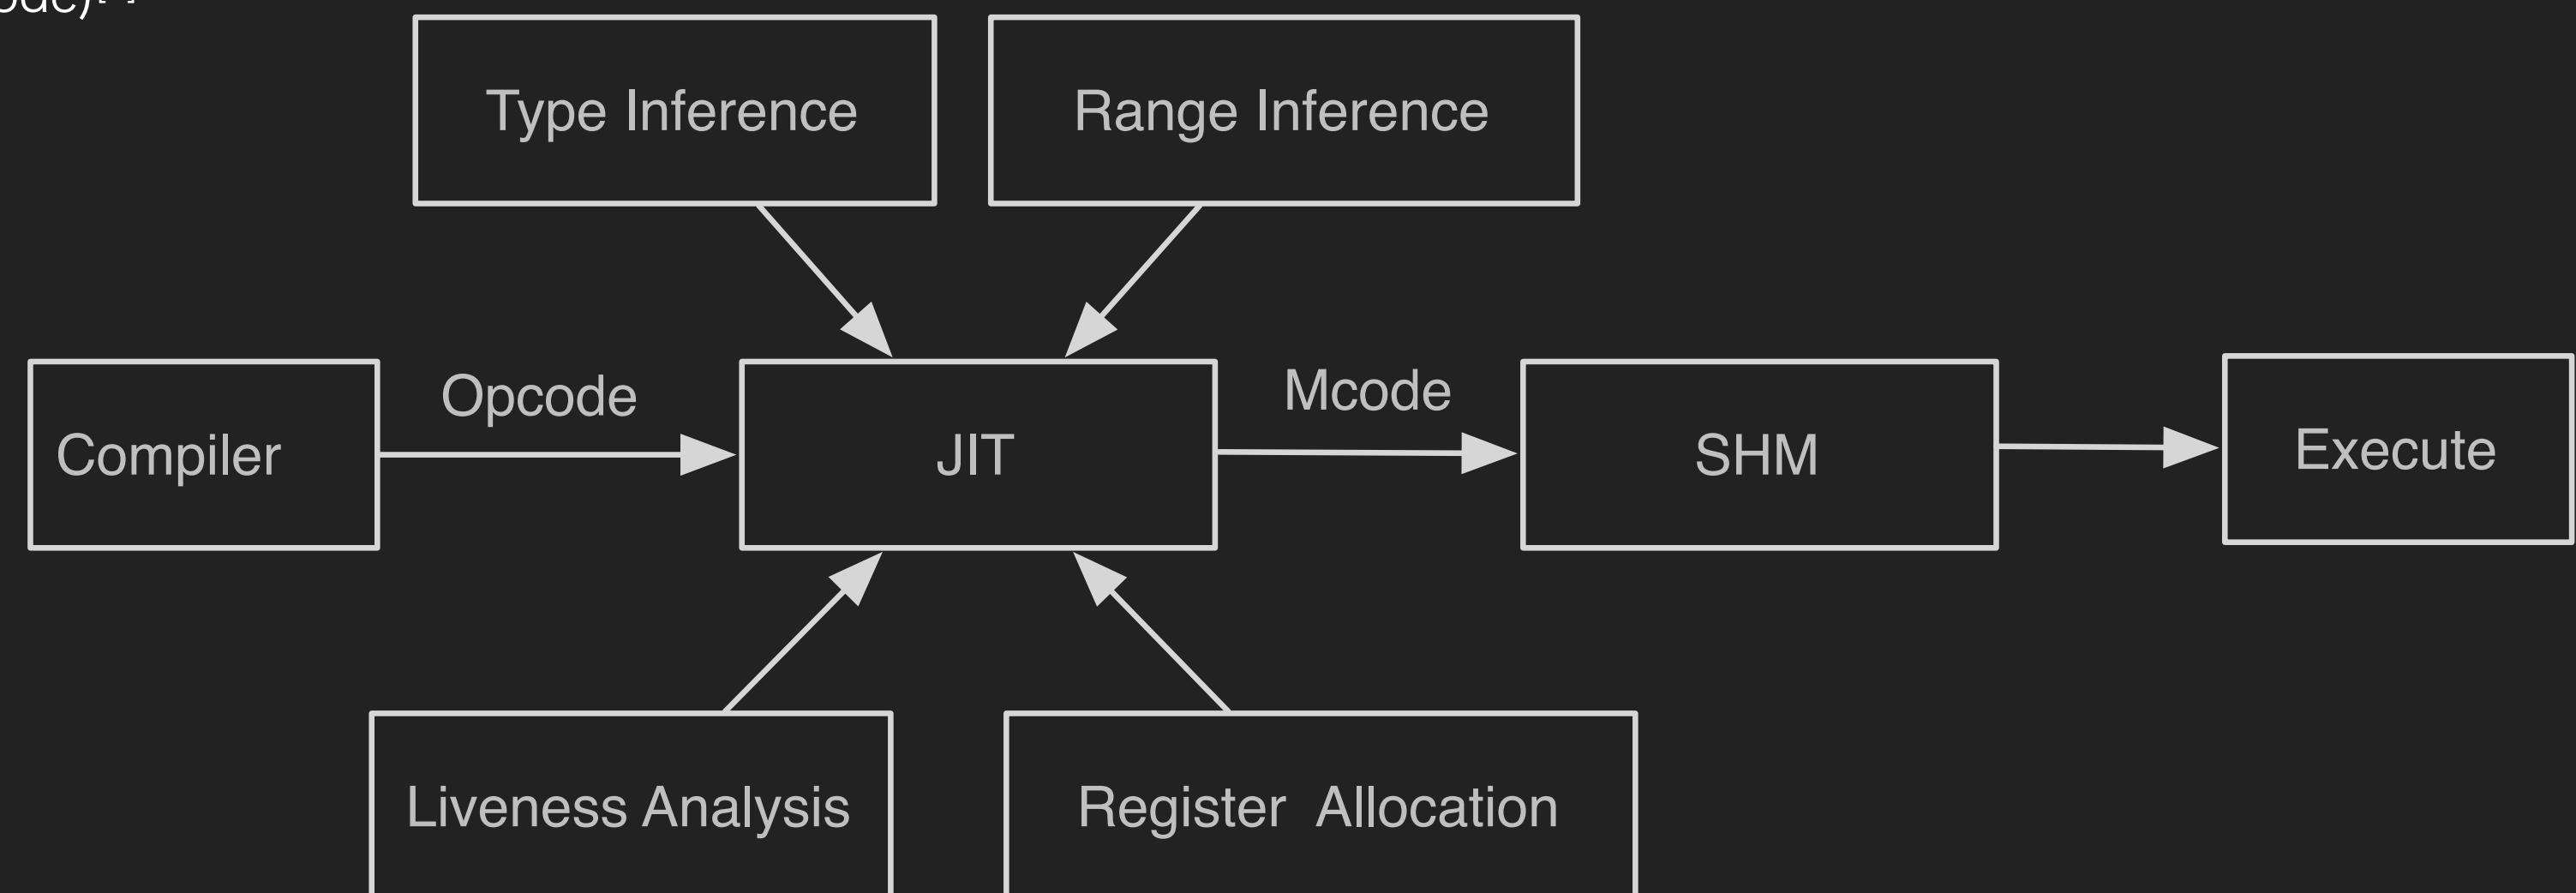 Type Inference
Range Inference
Opcode
Mcode
Compiler
JIT
SHM
Execute
Liveness Analysis
Register  Allocation